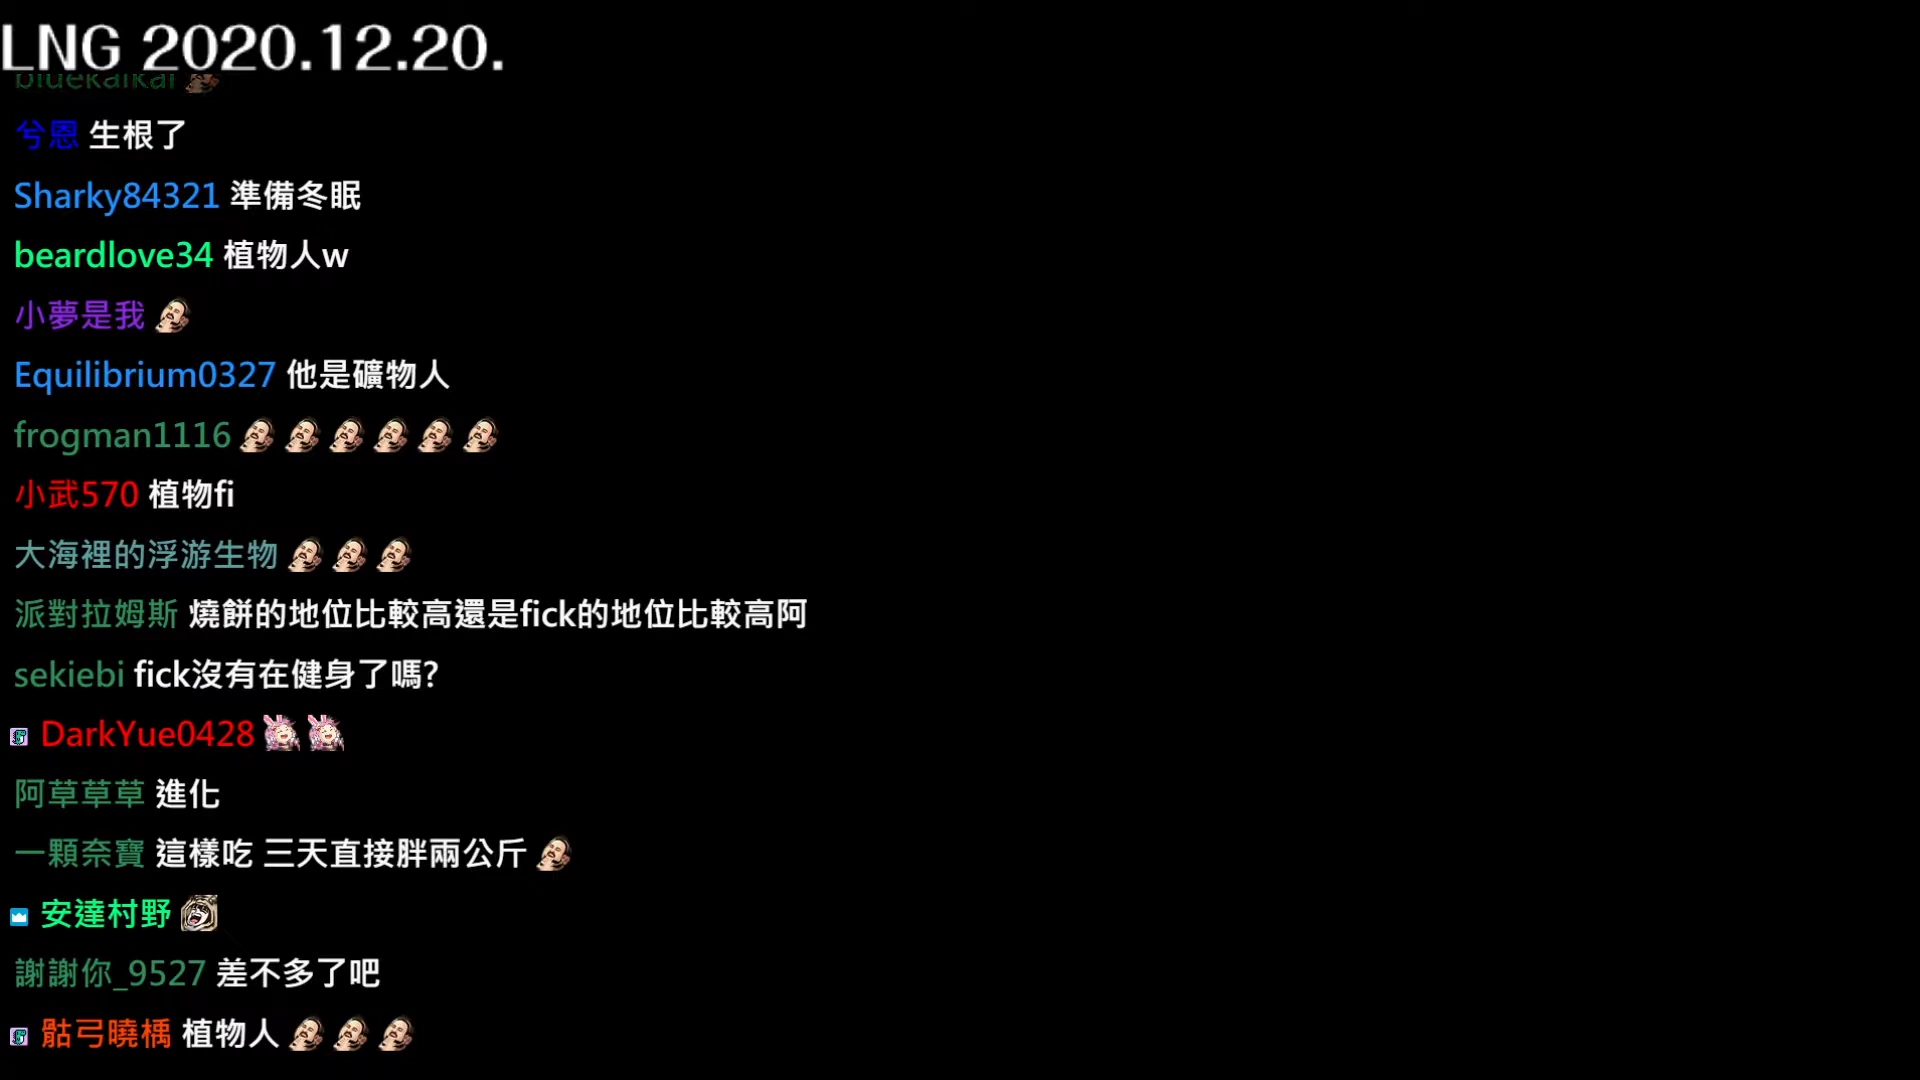 LNG 2020.12.20.
bluekaikai
兮恩 生根了
Sharky84321 準備冬眠
beardlove34 植物人w
小夢是我
Equilibrium0327 他是礦物人
frogman1116
小武570 植物fi
大海裡的浮游生物
派對拉姆斯 燒餅的地位比較高還是fick的地位比較高阿
sekiebi fick沒有在健身了嗎?
DarkYue0428
阿草草草 進化
一顆奈寶 這樣吃 三天直接胖兩公斤
安達村野
謝謝你_9527 差不多了吧
骷弓曉楀 植物人